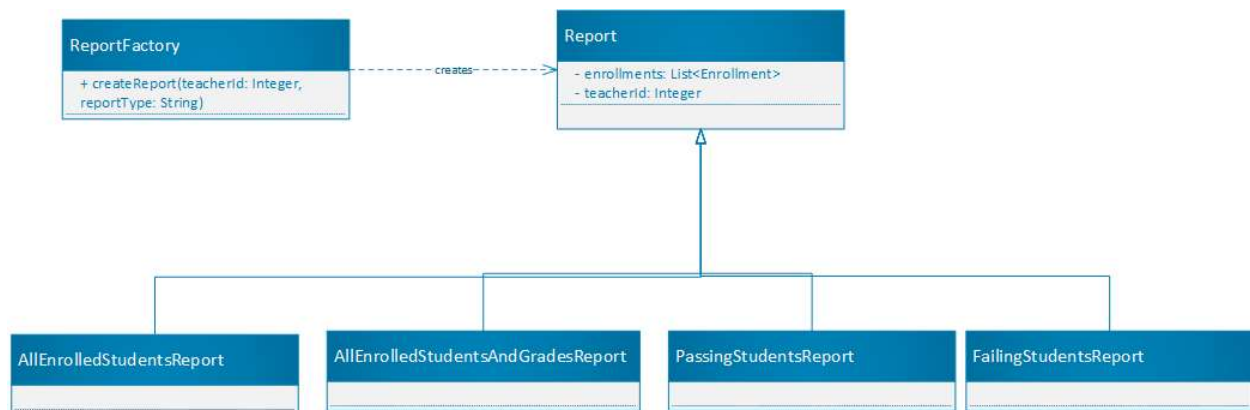 ReportFactory
+ createReport(teacherId: Integer,
reportType: String)
creates
Report
- enrollments: List<Enrollment>
- teacherId: Integer
AllEnrolledStudentsReport
AllEnrolledStudentsAndGradesReport
PassingStudentsReport
FailingStudentsReport